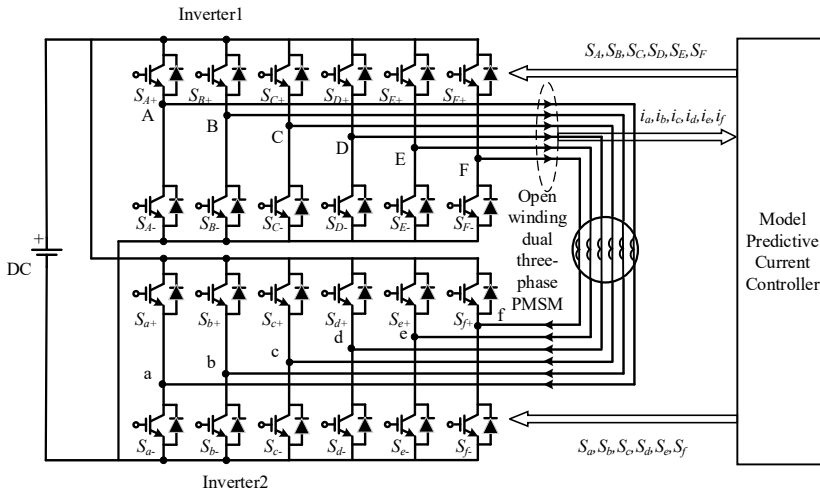 Inverter1
S_A+ S_B+ S_C+ S_D+ S_E+ S_F+
A
B
C
D
E
F
S_A- S_B- S_C- S_D- S_E- S_F-
S_A,S_B,S_C,S_D,S_E,S_F
i_a,i_b,i_c,i_d,i_e,i_f
+
DC
Open
winding
dual
three-
phase
PMSM
Model
Predictive
Current
Controller
S_a+ S_b+ S_c+ S_d+ S_e+ S_f+
f
e
d
c
b
a
S_a- S_b- S_c- S_d- S_e- S_f-
S_a,S_b,S_c,S_d,S_e,S_f
Inverter2